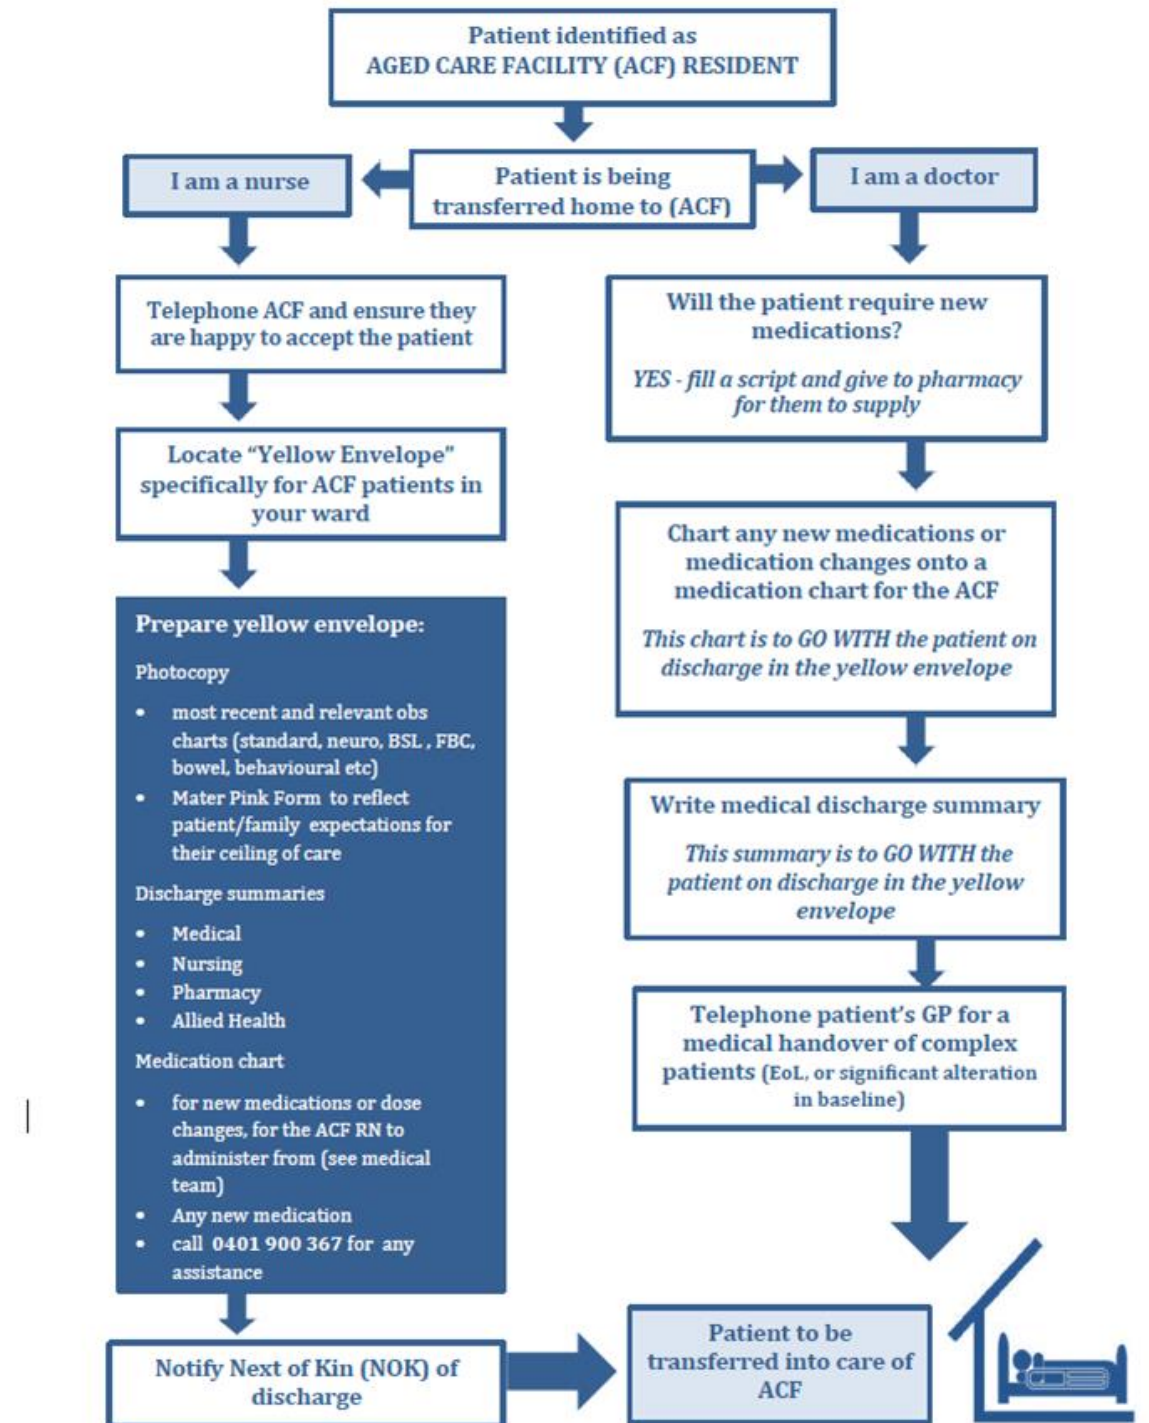 Patient identified as
AGED CARE FACILITY (ACF) RESIDENT
Patient is being
transferred home to (ACF)
I am a nurse
Telephone ACF and ensure they
are happy to accept the patient
Locate “Yellow Envelope”
specifically for ACF patients in
your ward
Prepare yellow envelope:
Photocopy
• most recent and relevant obs
charts (standard, neuro, BSL , FBC,
bowel, behavioural etc)
• Mater Pink Form to reflect
patient/family expectations for
their ceiling of care
Discharge summaries
• Medical
• Nursing
• Pharmacy
• Allied Health
Medication chart
• for new medications or dose
changes, for the ACF RN to
administer from (see medical
team)
• Any new medication
• call 0401 900 367 for any
assistance
Notify Next of Kin (NOK) of
discharge
I am a doctor
Will the patient require new
medications?
YES - fill a script and give to pharmacy
for them to supply
Chart any new medications or
medication changes onto a
medication chart for the ACF
This chart is to GO WITH the patient on
discharge in the yellow envelope
Write medical discharge summary
This summary is to GO WITH the
patient on discharge in the yellow
envelope
Telephone patient’s GP for a
medical handover of complex
patients (EoL, or significant alteration
in baseline)
Patient to be
transferred into care of
ACF